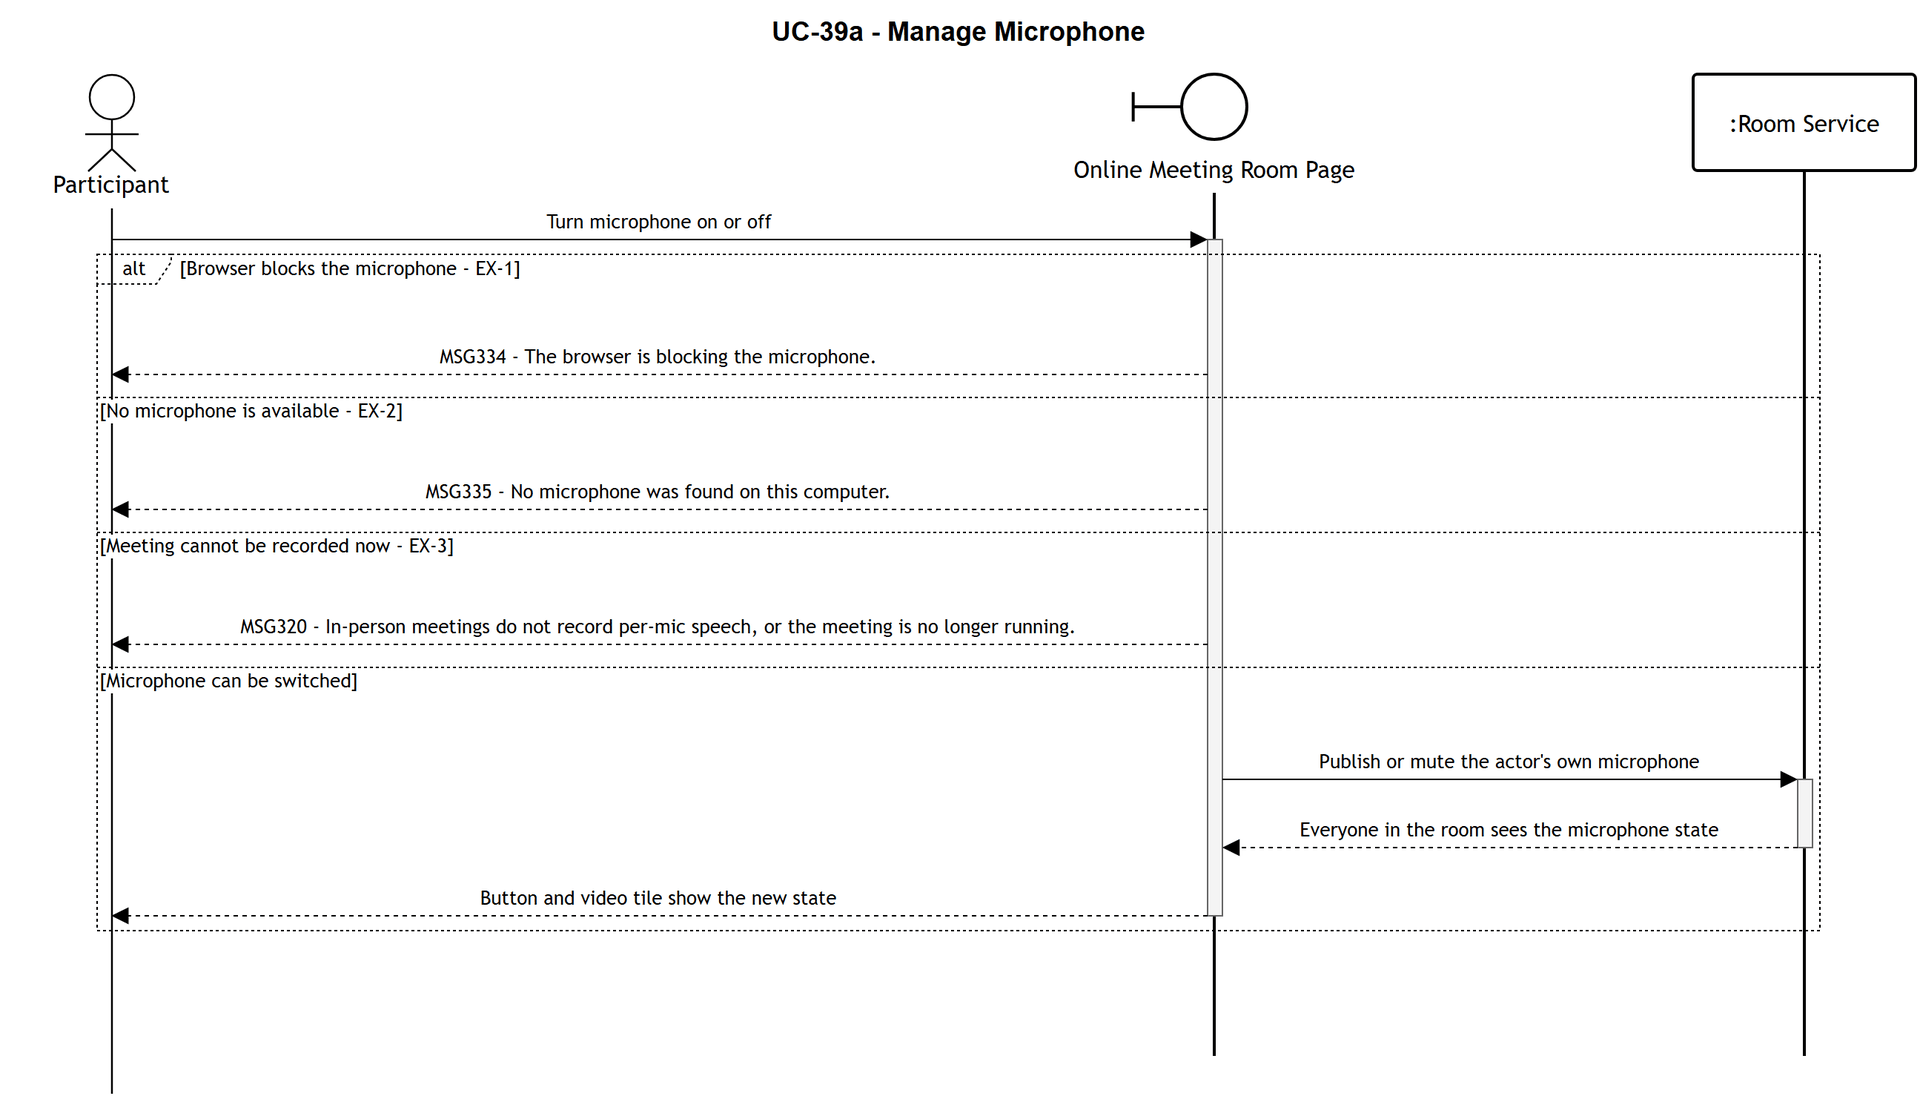 UC-39a - Manage Microphone
Participant
Online Meeting Room Page
:Room Service
Turn microphone on or off
alt [Browser blocks the microphone - EX-1]
MSG334 - The browser is blocking the microphone.
[No microphone is available - EX-2]
MSG335 - No microphone was found on this computer.
[Meeting cannot be recorded now - EX-3]
MSG320 - In-person meetings do not record per-mic speech, or the meeting is no longer running.
[Microphone can be switched]
Publish or mute the actor's own microphone
Everyone in the room sees the microphone state
Button and video tile show the new state